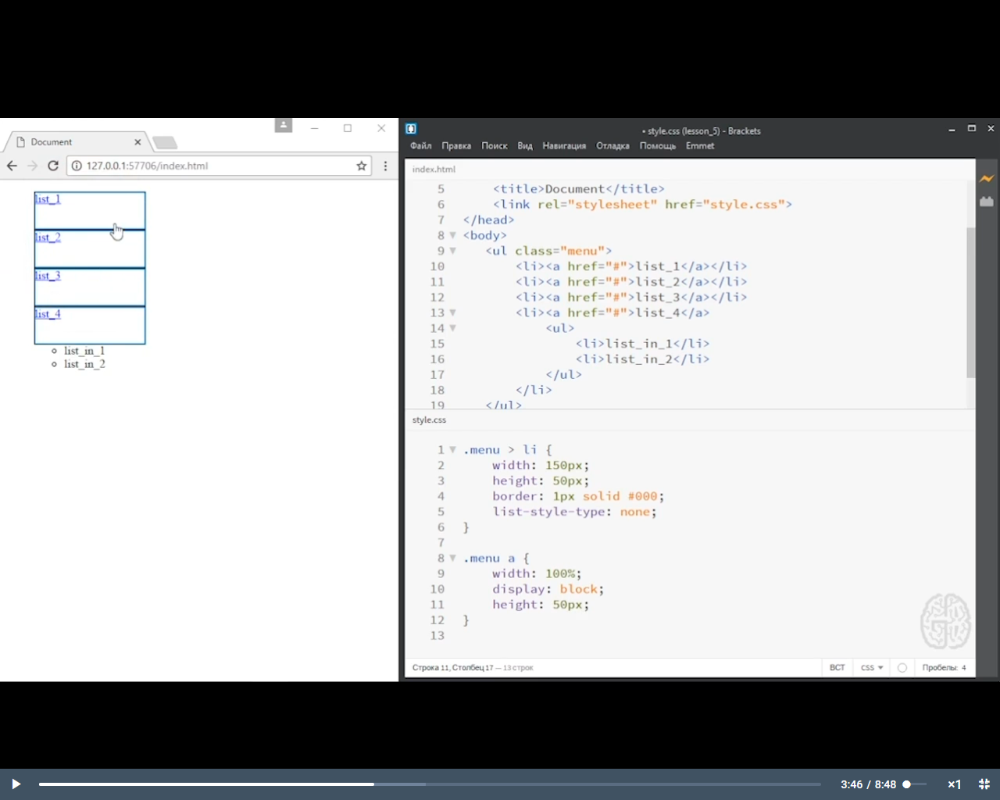 Document
127.0.0.1:57706/index.html
list_1
list_2
list_3
list_4
list_in_1
list_in_2
• style.css (lesson_5) - Brackets
Файл Правка Поиск Вид Навигация Отладка Помощь Emmet
index.html
5 <title>Document</title>
6 <link rel="stylesheet" href="style.css">
7 </head>
8 <body>
9 <ul class="menu">
10 <li><a href="#">list_1</a></li>
11 <li><a href="#">list_2</a></li>
12 <li><a href="#">list_3</a></li>
13 <li><a href="#">list_4</a>
14 <ul>
15 <li>list_in_1</li>
16 <li>list_in_2</li>
17 </ul>
18 </li>
19 </ul>
style.css
1 .menu > li {
2 width: 150px;
3 height: 50px;
4 border: 1px solid #000;
5 list-style-type: none;
6 }
7
8 .menu a {
9 width: 100%;
10 display: block;
11 height: 50px;
12 }
13
Строка 11, Столбец 17 — 13 строк
ВСТ CSS Пробелы: 4
3:46 / 8:48 ×1